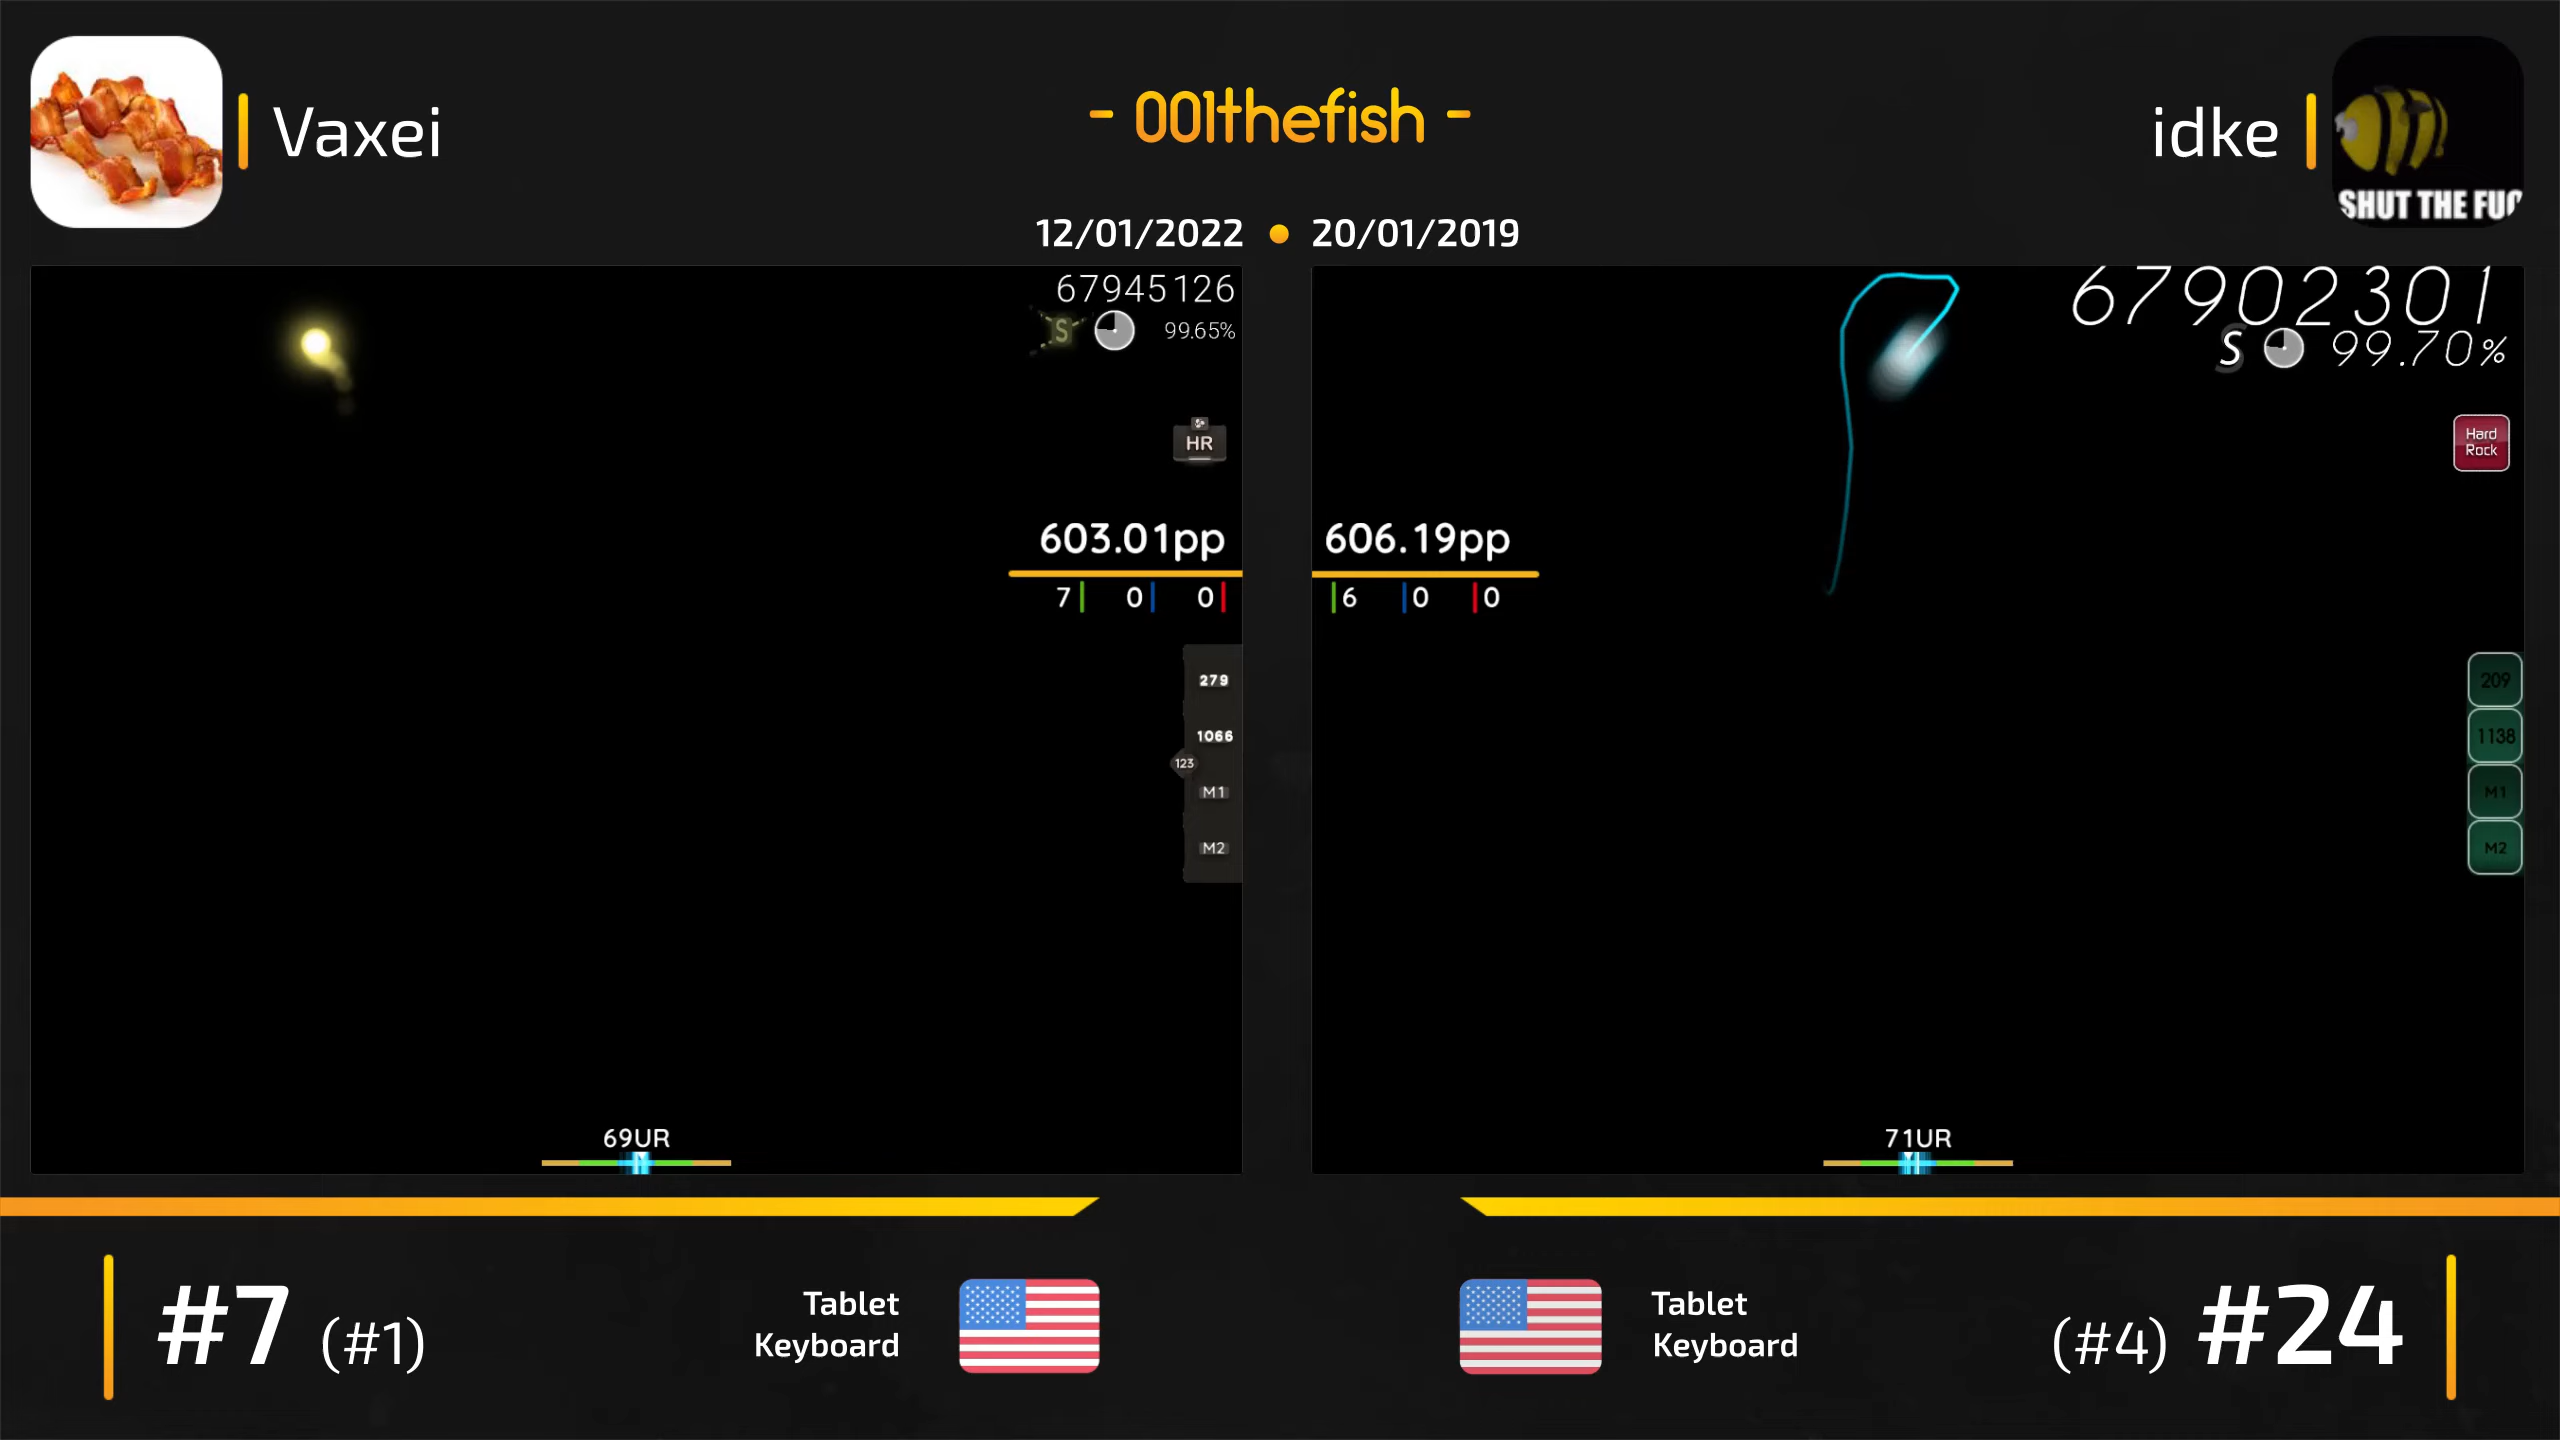 Vaxei
- 001thefish -
idke
SHUT THE FUC
12/01/2022 • 20/01/2019
67945126
S 99.65%
HR
603.01pp
7 0 0
279
1066
123
M1
M2
69UR
67902301
S 99.70%
Hard
Rock
606.19pp
6 0 0
209
1138
M1
M2
71UR
#7 (#1)
Tablet
Keyboard
Tablet
Keyboard
(#4) #24